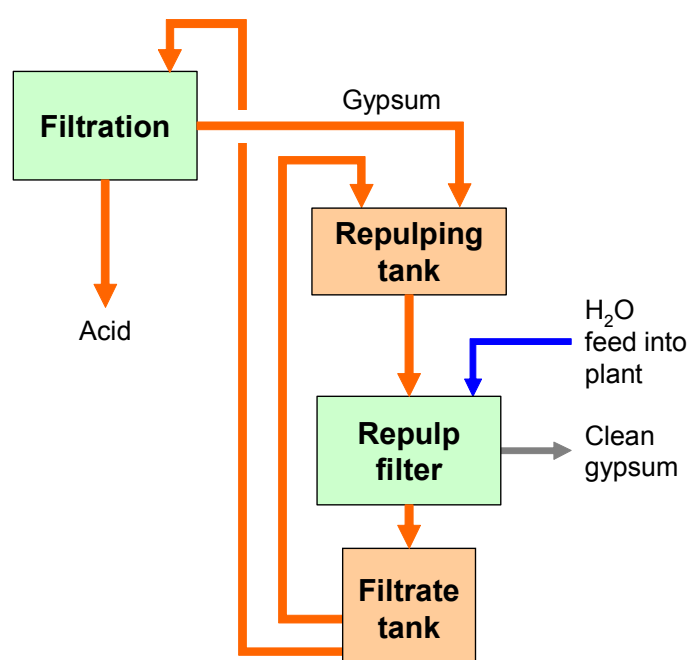 Filtration
Gypsum
Repulping
tank
Acid
H₂O
feed into
plant
Repulp
filter
Clean
gypsum
Filtrate
tank